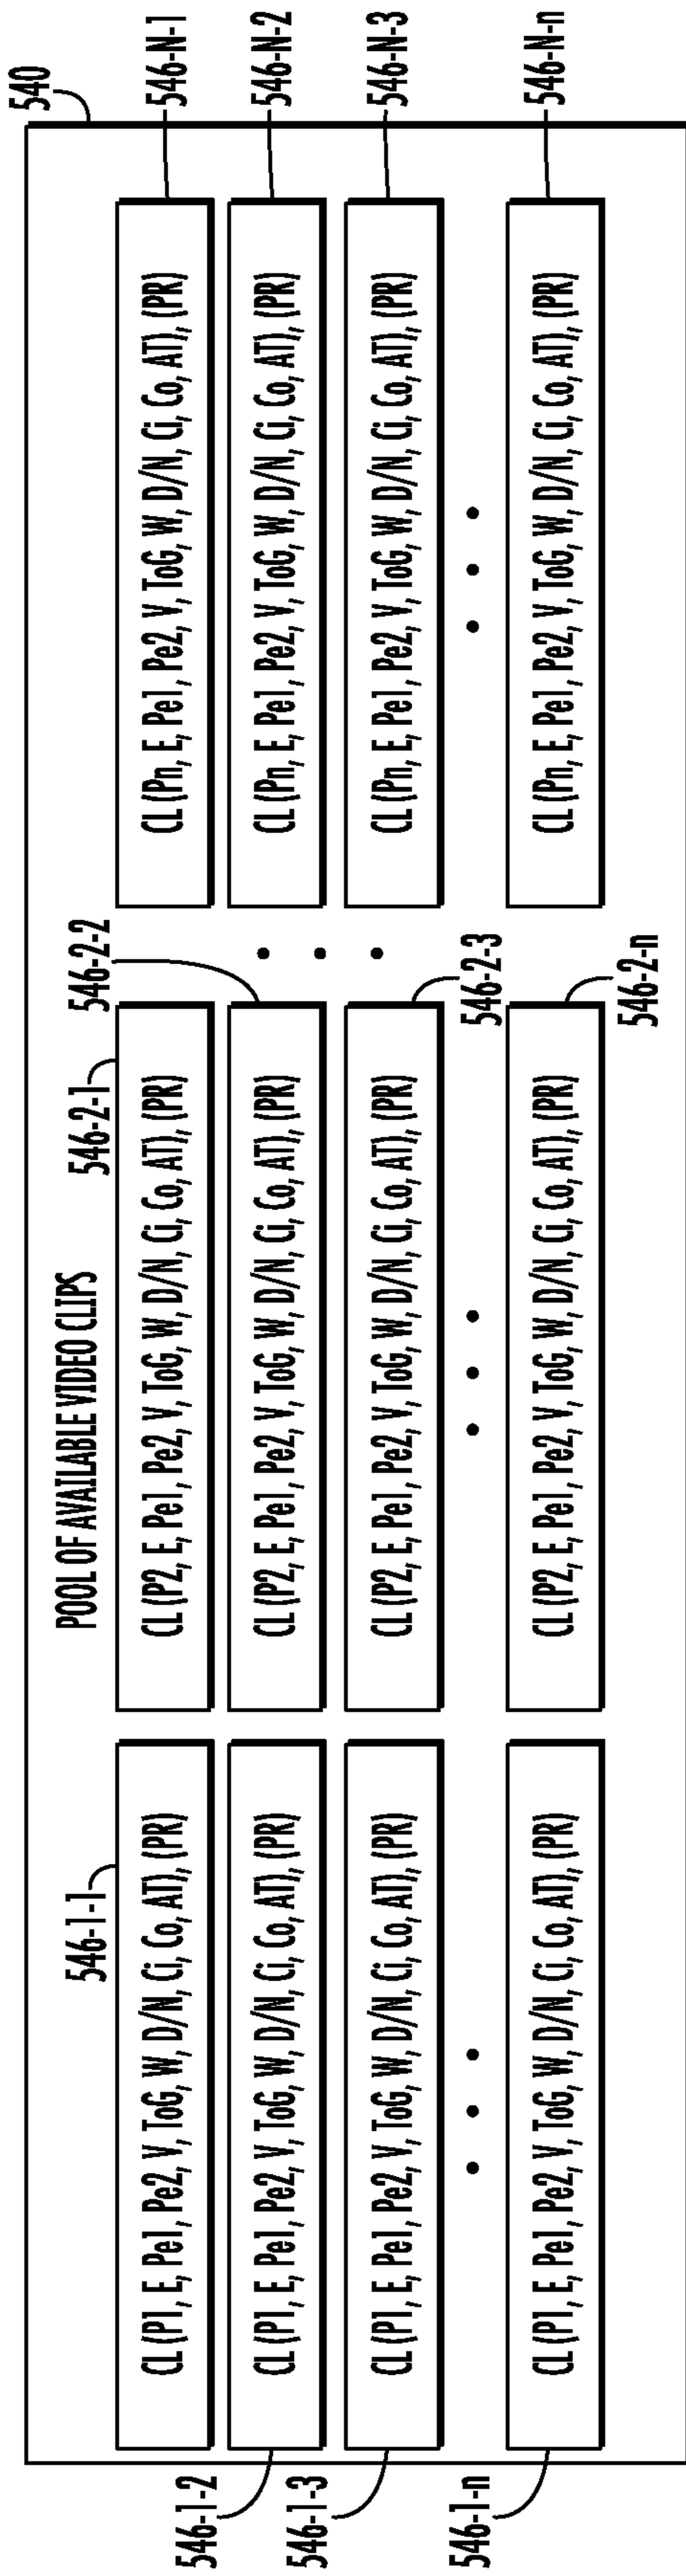 540
POOL OF AVAILABLE VIDEO CLIPS
546-1-1
CL (P1, E, Pe1, Pe2, V, ToG, W, D/N, Ci, Co, AT), (PR)
546-1-2
CL (P1, E, Pe1, Pe2, V, ToG, W, D/N, Ci, Co, AT), (PR)
546-1-3
CL (P1, E, Pe1, Pe2, V, ToG, W, D/N, Ci, Co, AT), (PR)
546-1-n
CL (P1, E, Pe1, Pe2, V, ToG, W, D/N, Ci, Co, AT), (PR)
546-2-1
CL (P2, E, Pe1, Pe2, V, ToG, W, D/N, Ci, Co, AT), (PR)
546-2-2
CL (P2, E, Pe1, Pe2, V, ToG, W, D/N, Ci, Co, AT), (PR)
546-2-3
CL (P2, E, Pe1, Pe2, V, ToG, W, D/N, Ci, Co, AT), (PR)
546-2-n
CL (P2, E, Pe1, Pe2, V, ToG, W, D/N, Ci, Co, AT), (PR)
546-N-1
CL (Pn, E, Pe1, Pe2, V, ToG, W, D/N, Ci, Co, AT), (PR)
546-N-2
CL (Pn, E, Pe1, Pe2, V, ToG, W, D/N, Ci, Co, AT), (PR)
546-N-3
CL (Pn, E, Pe1, Pe2, V, ToG, W, D/N, Ci, Co, AT), (PR)
546-N-n
CL (Pn, E, Pe1, Pe2, V, ToG, W, D/N, Ci, Co, AT), (PR)